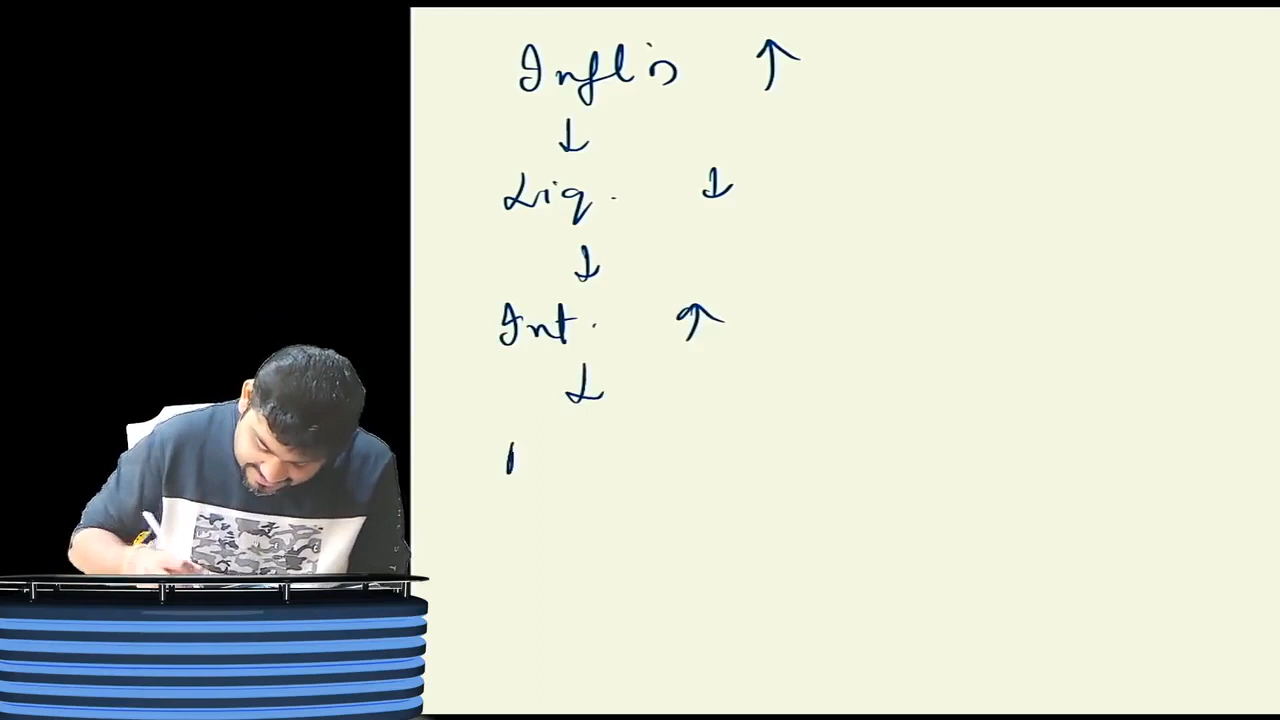 Infl'n ↑
↓
Liq. ↓
↓
Int. ↑
↓